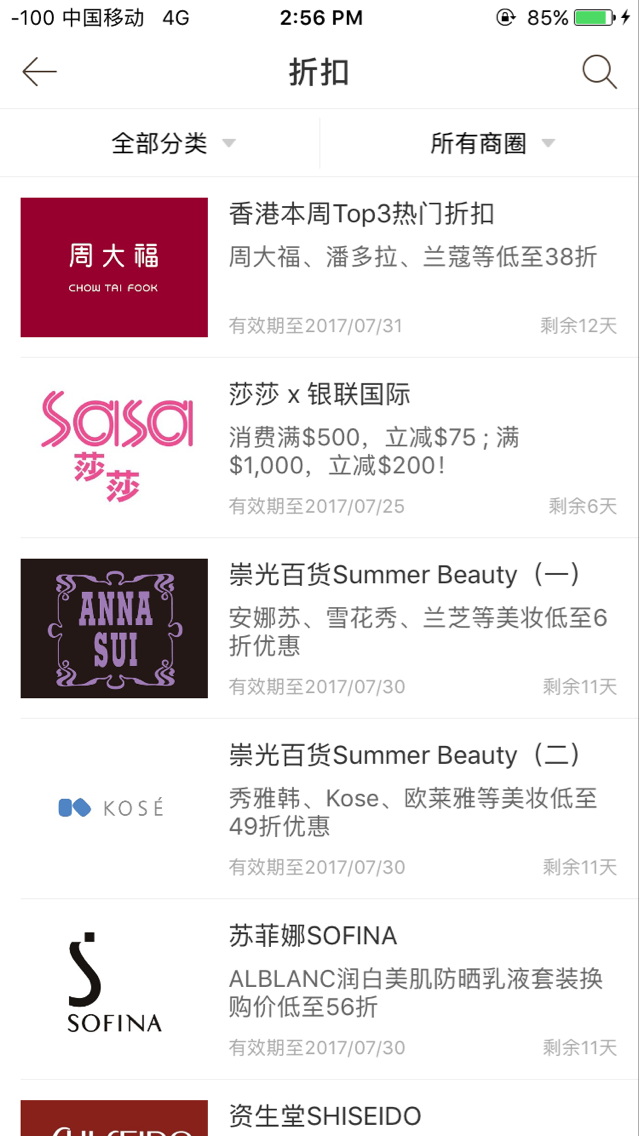 -100 中国移动 4G 2:56 PM 85%
折扣
全部分类 所有商圈
周大福
CHOW TAI FOOK
香港本周Top3热门折扣
周大福、潘多拉、兰蔻等低至38折
有效期至2017/07/31 剩余12天
sasa
莎莎
莎莎 x 银联国际
消费满$500，立减$75 ; 满
$1,000，立减$200！
有效期至2017/07/25 剩余6天
ANNA
SUI
崇光百货Summer Beauty（一）
安娜苏、雪花秀、兰芝等美妆低至6
折优惠
有效期至2017/07/30 剩余11天
KOSÉ
崇光百货Summer Beauty（二）
秀雅韩、Kose、欧莱雅等美妆低至
49折优惠
有效期至2017/07/30 剩余11天
SOFINA
苏菲娜SOFINA
ALBLANC润白美肌防晒乳液套装换
购价低至56折
有效期至2017/07/30 剩余11天
SHISEIDO
资生堂SHISEIDO